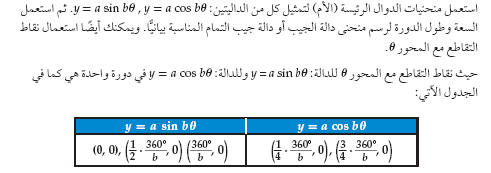 استعمل منحنيات الدوال الرئيسة (الأم) لتمثيل كل من الدالتين: y = a sin bθ , y = a cos bθ. ثم استعمل
السعة وطول الدورة لرسم منحنى دالة الجيب أو دالة جيب التمام المناسبة بيانيًّا. ويمكنك أيضًا استعمال نقاط
التقاطع مع المحور θ.
حيث نقاط التقاطع مع المحور θ للدالة: y = a sin bθ وللدالة: y = a cos bθ في دورة واحدة هي كما في
الجدول الآتي:
y = a sin bθ | y = a cos bθ
(0, 0), (1/2 · 360°/b, 0) (360°/b, 0) | (1/4 · 360°/b, 0), (3/4 · 360°/b, 0)